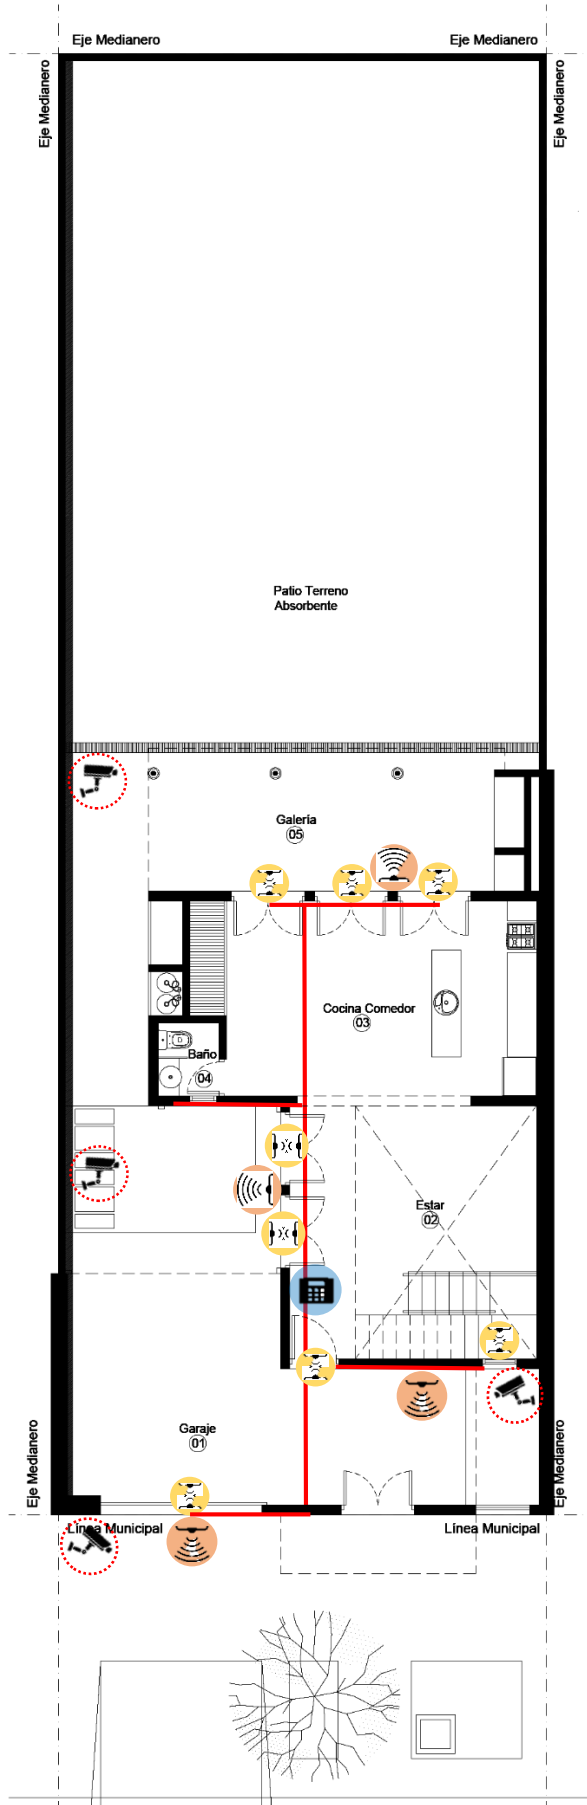 Eje Medianero
Eje Medianero
Eje Medianero
Eje Medianero
Patio Terreno
Absorbente
Galería
05
Cocina Comedor
03
Baño
04
Estar
02
Garaje
01
Eje Medianero
Eje Medianero
Línea Municipal
Línea Municipal